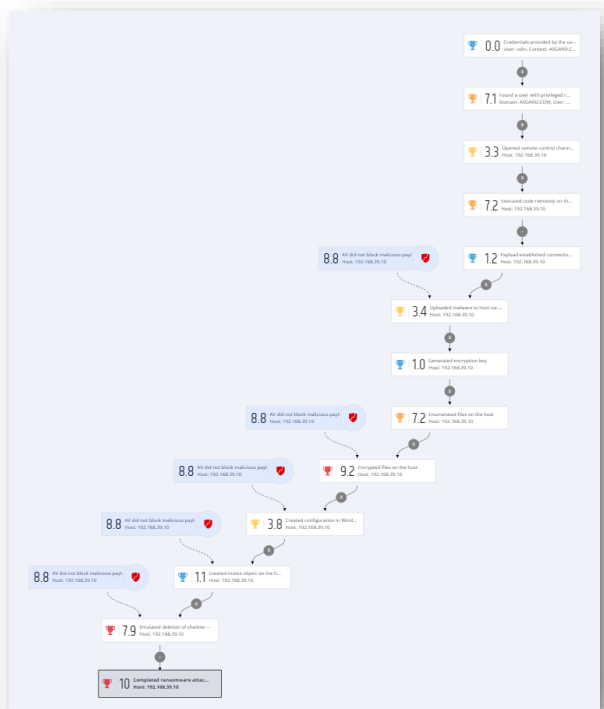 0.0 Credentials provided by the co...
User: odin, Context: ASGARD.C...
7.1 Found a user with privileged r...
Domain: ASGARD.COM, User: ...
3.3 Opened remote control chann...
Host: 192.168.39.10
7.2 Executed code remotely on th...
Host: 192.168.39.10
8.8 AV did not block malicious payl.
Host: 192.168.39.10
1.2 Payload established connectio...
Host: 192.168.39.10
3.4 Uploaded malware to host via ...
Host: 192.168.39.10
1.0 Generated encryption key
Host: 192.168.39.10
8.8 AV did not block malicious payl.
Host: 192.168.39.10
7.2 Enumerated files on the host
Host: 192.168.39.10
8.8 AV did not block malicious payl.
Host: 192.168.39.10
9.2 Encrypted files on the host
Host: 192.168.39.10
8.8 AV did not block malicious payl.
Host: 192.168.39.10
3.8 Created configuration in Wind...
Host: 192.168.39.10
8.8 AV did not block malicious payl.
Host: 192.168.39.10
1.1 Created mutex object on the h...
Host: 192.168.39.10
7.9 Emulated deletion of shadow ...
Host: 192.168.39.10
10 Completed ransomware attac...
Host: 192.168.39.10